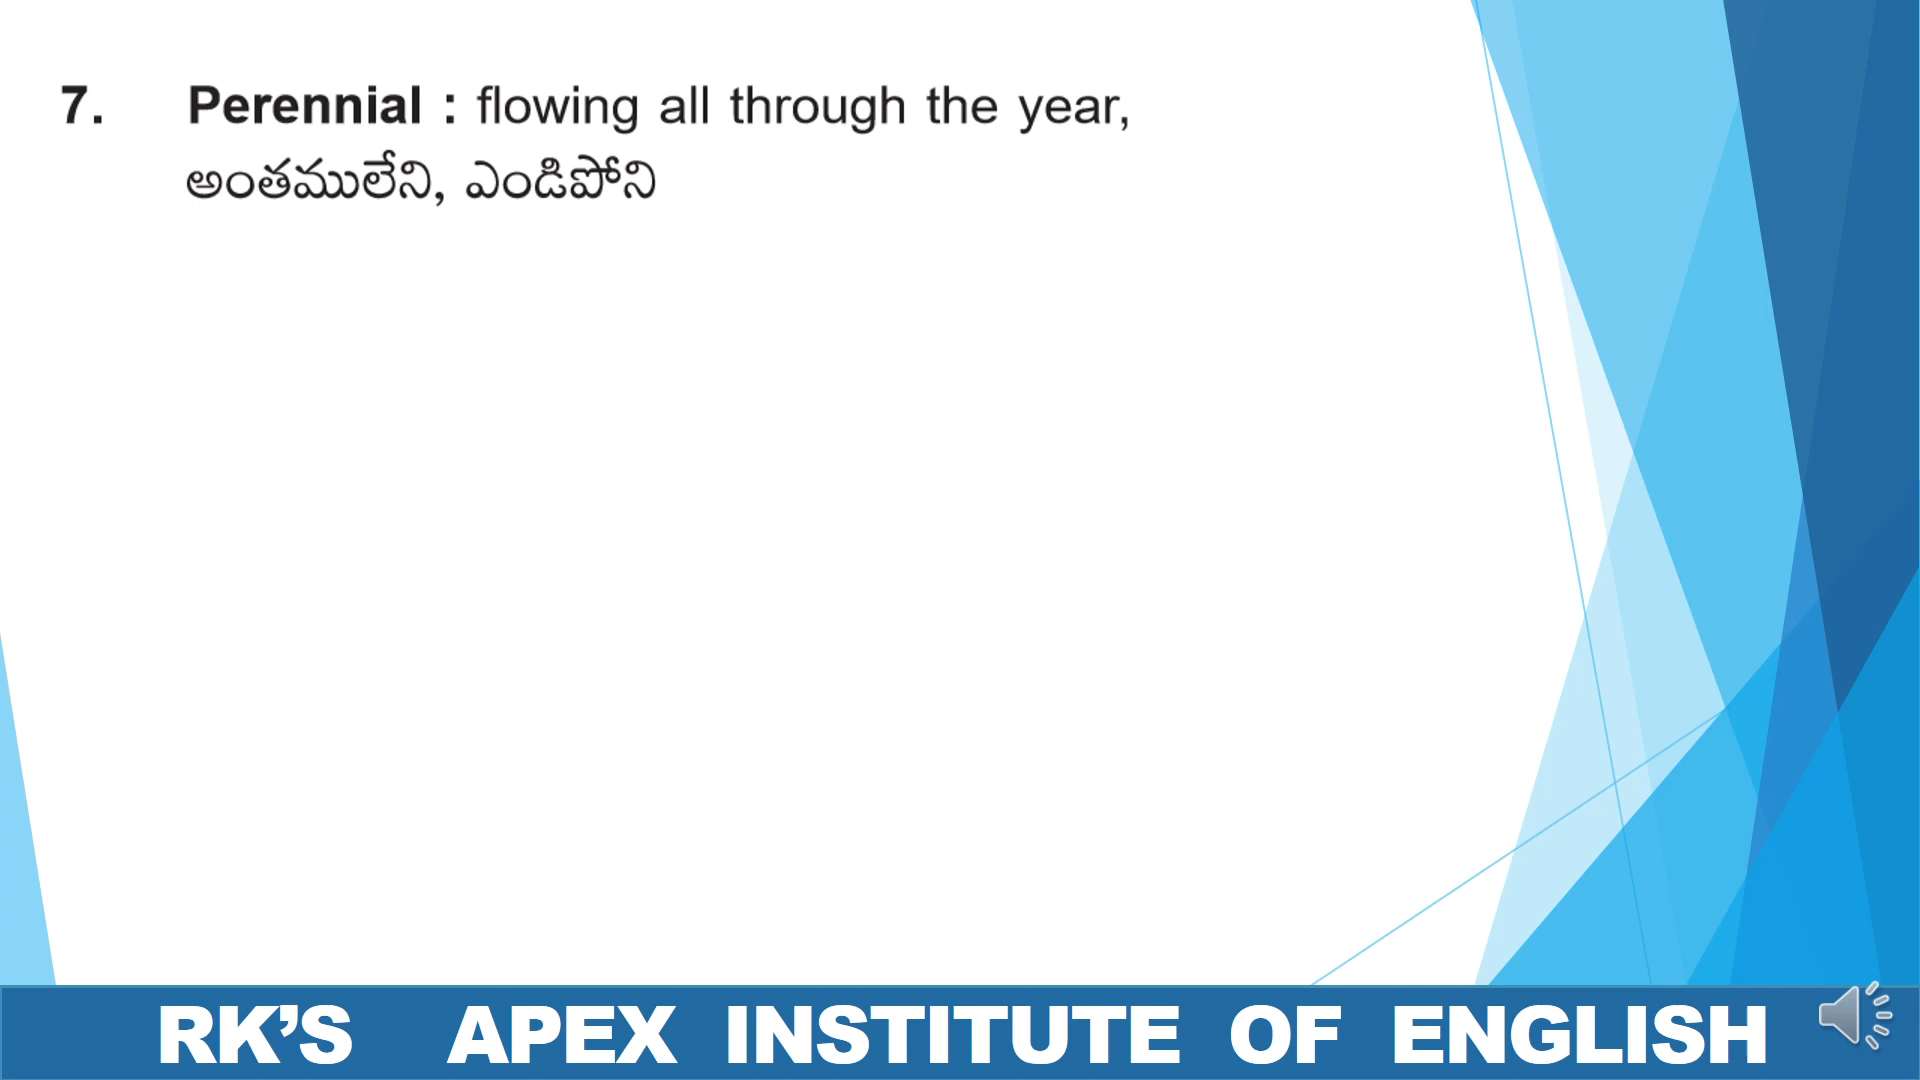 7. Perennial : flowing all through the year,
అంతములేని, ఎండిపోని
RK’S APEX INSTITUTE OF ENGLISH